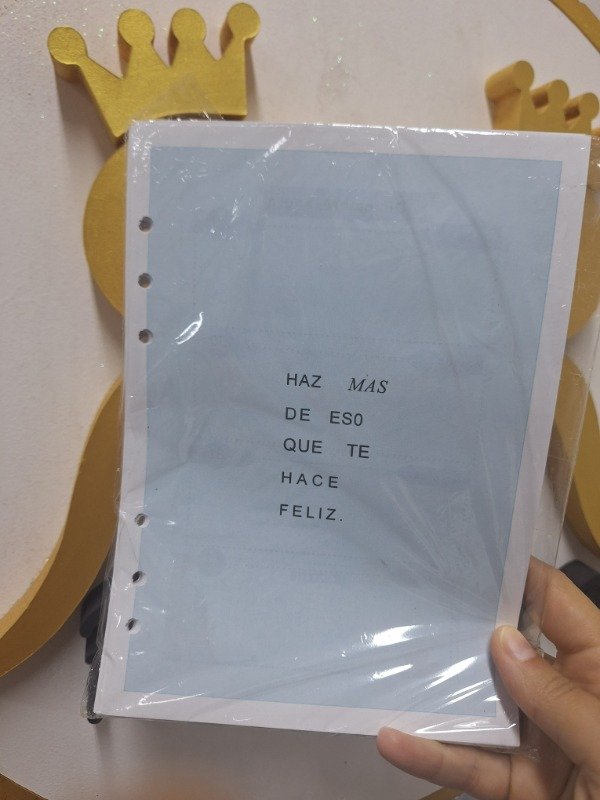 HAZ MAS
DE ES0
QUE TE
HACE
FELIZ.